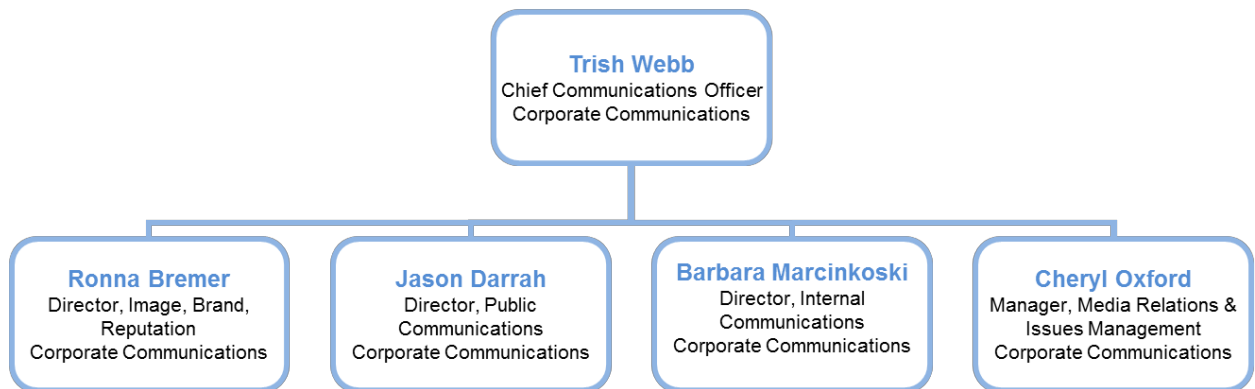 Trish Webb
Chief Communications Officer
Corporate Communications
Ronna Bremer
Director, Image, Brand,
Reputation
Corporate Communications
Jason Darrah
Director, Public
Communications
Corporate Communications
Barbara Marcinkoski
Director, Internal
Communications
Corporate Communications
Cheryl Oxford
Manager, Media Relations &
Issues Management
Corporate Communications